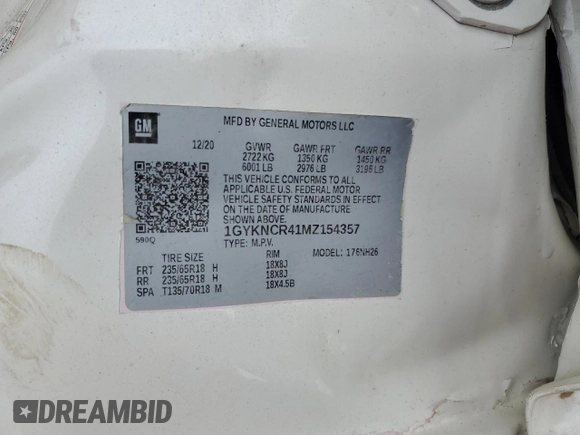 GM
MFD BY GENERAL MOTORS LLC
12/20 GVWR GAWR FRT GAWR RR
2722 KG 1350 KG 1450 KG
6001 LB 2976 LB 3196 LB
THIS VEHICLE CONFORMS TO ALL
APPLICABLE U.S. FEDERAL MOTOR
VEHICLE SAFETY STANDARDS IN EFFECT
ON THE DATE OF MANUFACTURE
SHOWN ABOVE.
1GYKNCR41MZ154357
590Q TYPE: M.P.V. MODEL: 176NH26
TIRE SIZE RIM
FRT 235/65R18 H 18X8J
RR 235/65R18 H 18X8J
SPA T135/70R18 M 18X4.5B
DREAMBID